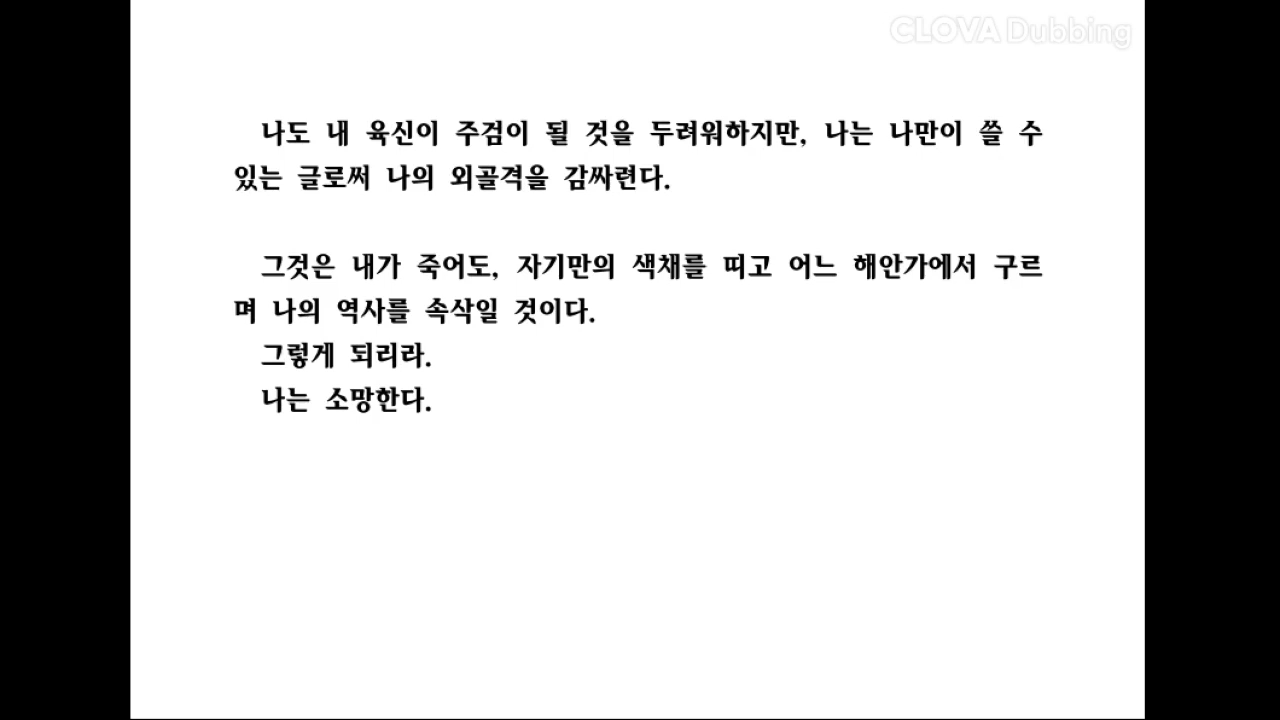 CLOVA Dubbing
나도 내 육신이 주검이 될 것을 두려워하지만, 나는 나만이 쓸 수
있는 글로써 나의 외골격을 감싸련다.
그것은 내가 죽어도, 자기만의 색채를 띠고 어느 해안가에서 구르
며 나의 역사를 속삭일 것이다.
그렇게 되리라.
나는 소망한다.